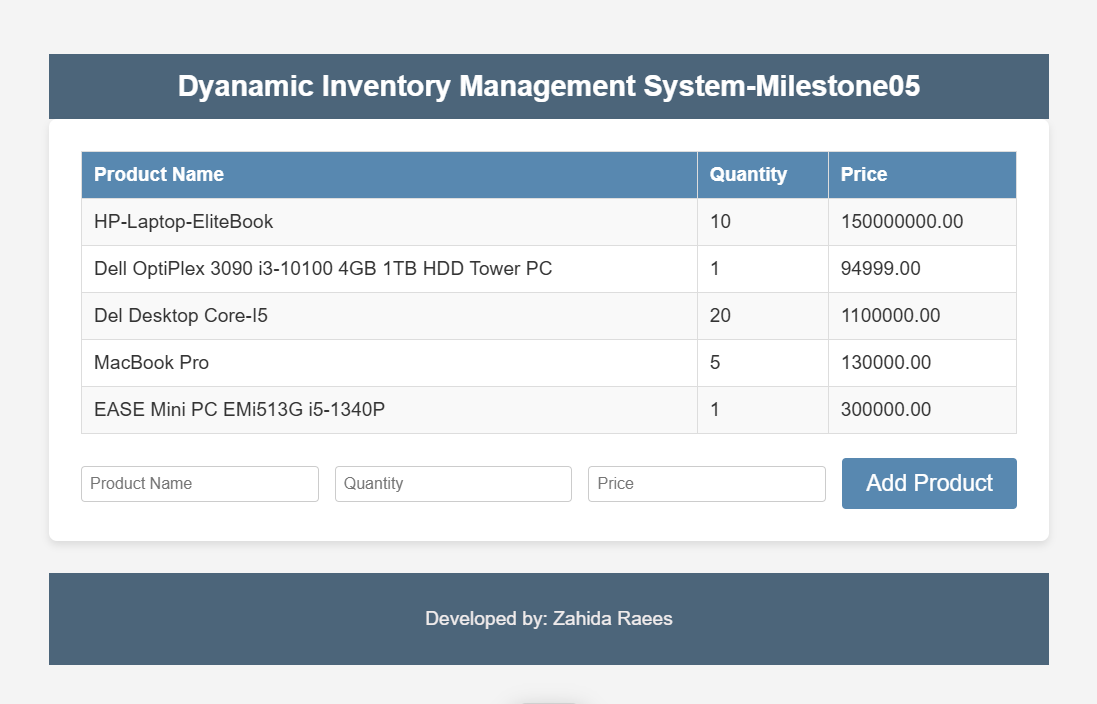 Dyanamic Inventory Management System-Milestone05
Product Name Quantity Price
HP-Laptop-EliteBook 10 150000000.00
Dell OptiPlex 3090 i3-10100 4GB 1TB HDD Tower PC 1 94999.00
Del Desktop Core-I5 20 1100000.00
MacBook Pro 5 130000.00
EASE Mini PC EMi513G i5-1340P 1 300000.00
Product Name Quantity Price Add Product
Developed by: Zahida Raees